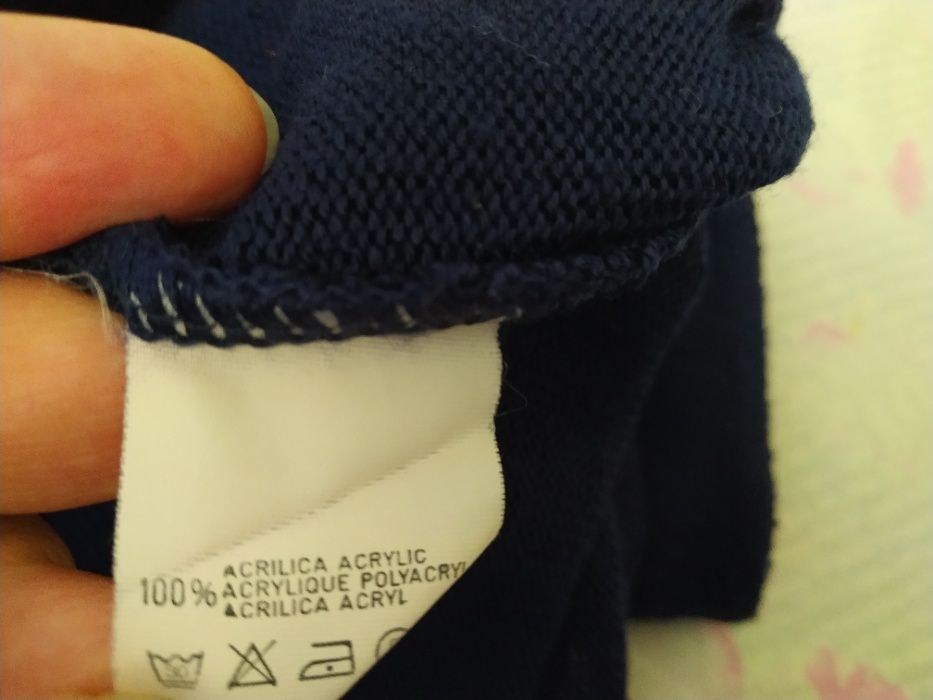 ACRILICA ACRYLIC
100% ACRYLIQUE POLYACRYL
ACRILICA ACRYL